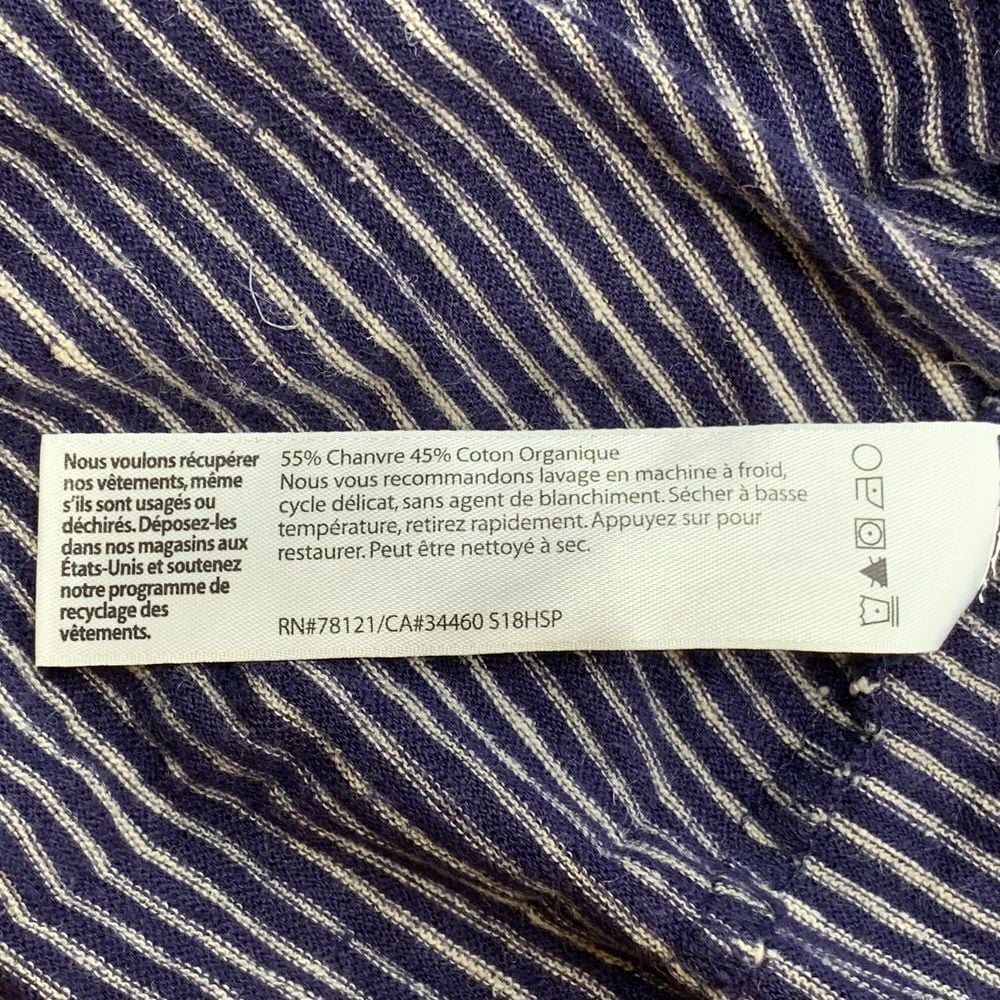 Nous voulons récupérer
nos vêtements, même
s'ils sont usagés ou
déchirés. Déposez-les
dans nos magasins aux
États-Unis et soutenez
notre programme de
recyclage des
vêtements.
55% Chanvre 45% Coton Organique
Nous vous recommandons lavage en machine à froid,
cycle délicat, sans agent de blanchiment. Sécher à basse
température, retirez rapidement. Appuyez sur pour
restaurer. Peut être nettoyé à sec.
RN#78121/CA#34460 S18HSP